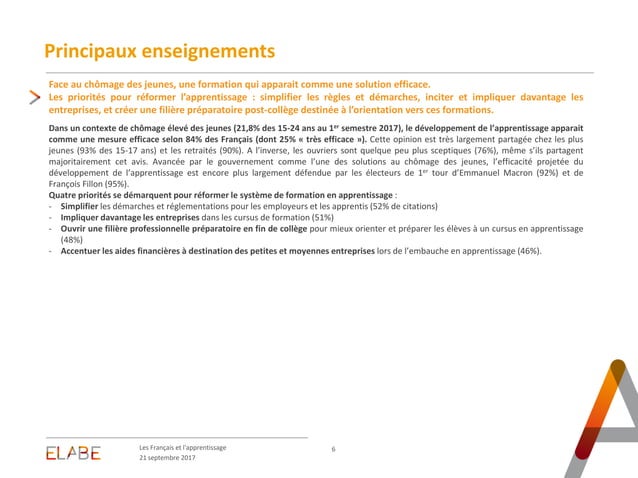 Principaux enseignements
Face au chômage des jeunes, une formation qui apparait comme une solution efficace.
Les priorités pour réformer l'apprentissage : simplifier les règles et démarches, inciter et impliquer davantage les
entreprises, et créer une filière préparatoire post-collège destinée à l'orientation vers ces formations.
Dans un contexte de chômage élevé des jeunes (21,8% des 15-24 ans au 1er semestre 2017), le développement de l'apprentissage apparait
comme une mesure efficace selon 84% des Français (dont 25% « très efficace »). Cette opinion est très largement partagée chez les plus
jeunes (93% des 15-17 ans) et les retraités (90%). A l'inverse, les ouvriers sont quelque peu plus sceptiques (76%), même s'ils partagent
majoritairement cet avis. Avancée par le gouvernement comme l'une des solutions au chômage des jeunes, l'efficacité projetée du
développement de l'apprentissage est encore plus largement défendue par les électeurs de 1er tour d'Emmanuel Macron (92%) et de
François Fillon (95%).
Quatre priorités se démarquent pour réformer le système de formation en apprentissage :
- Simplifier les démarches et réglementations pour les employeurs et les apprentis (52% de citations)
- Impliquer davantage les entreprises dans les cursus de formation (51%)
- Ouvrir une filière professionnelle préparatoire en fin de collège pour mieux orienter et préparer les élèves à un cursus en apprentissage
(48%)
- Accentuer les aides financières à destination des petites et moyennes entreprises lors de l'embauche en apprentissage (46%).
ELABE
Les Français et l'apprentissage
21 septembre 2017
6